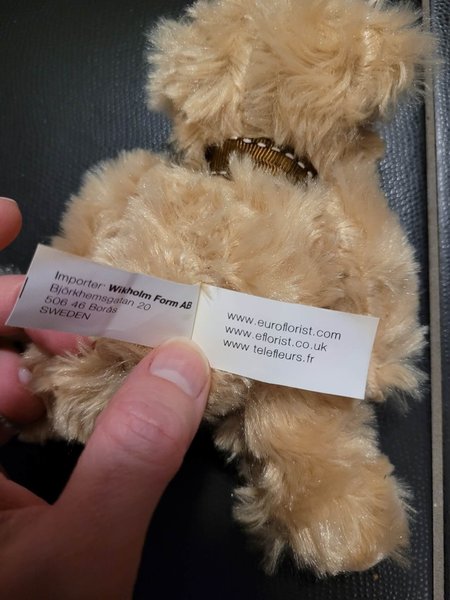 Importer: Wikholm Form AB
Björkhemsgatan 20
506 46 Borås
SWEDEN
www.euroflorist.com
www.eflorist.co.uk
www telefleurs.fr